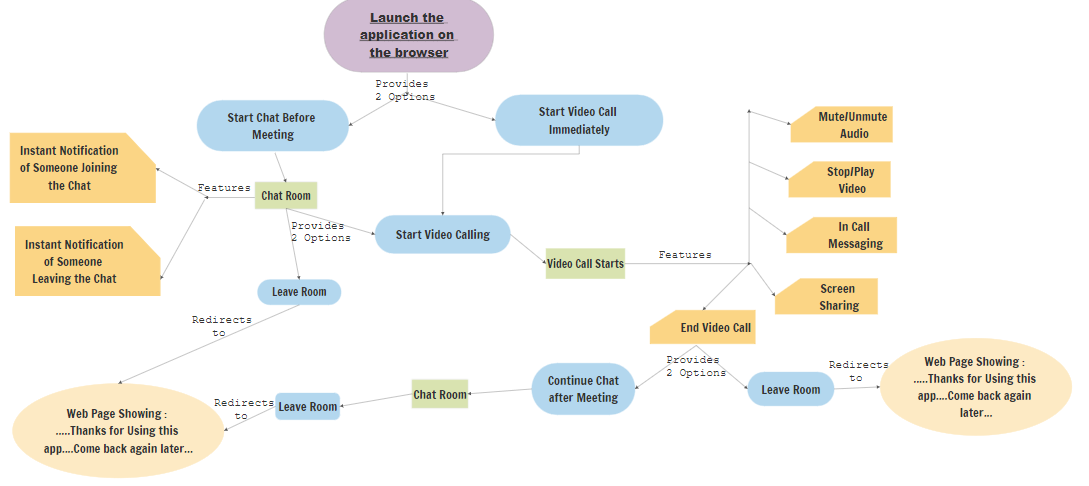 Launch the
application on
the browser
Provides
2 Options
Start Chat Before
Meeting
Start Video Call
Immediately
Mute/Unmute
Audio
Instant Notification
of Someone Joining
the Chat
Features
Chat Room
Stop/Play
Video
Provides
2 Options
Start Video Calling
In Call
Messaging
Instant Notification
of Someone
Leaving the Chat
Video Call Starts
Features
Leave Room
Screen
Sharing
Redirects
to
End Video Call
Provides
2 Options
Web Page Showing :
.....Thanks for Using this
app....Come back again
later...
Redirects
to
Leave Room
Continue Chat
after Meeting
Chat Room
Leave Room
Redirects
to
Web Page Showing :
.....Thanks for Using this
app....Come back again later...